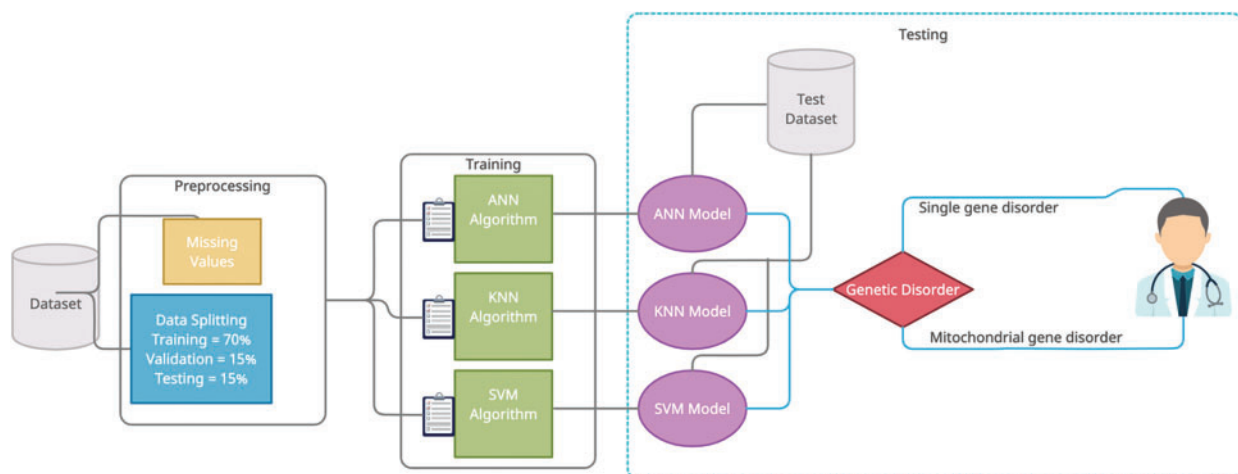 Testing
Test
Dataset
Training
Preprocessing
ANN
Algorithm
ANN Model
Single gene disorder
Missing
Values
Dataset
KNN
Algorithm
KNN Model
Genetic Disorder
Data Splitting
Training = 70%
Validation = 15%
Testing = 15%
Mitochondrial gene disorder
SVM
Algorithm
SVM Model